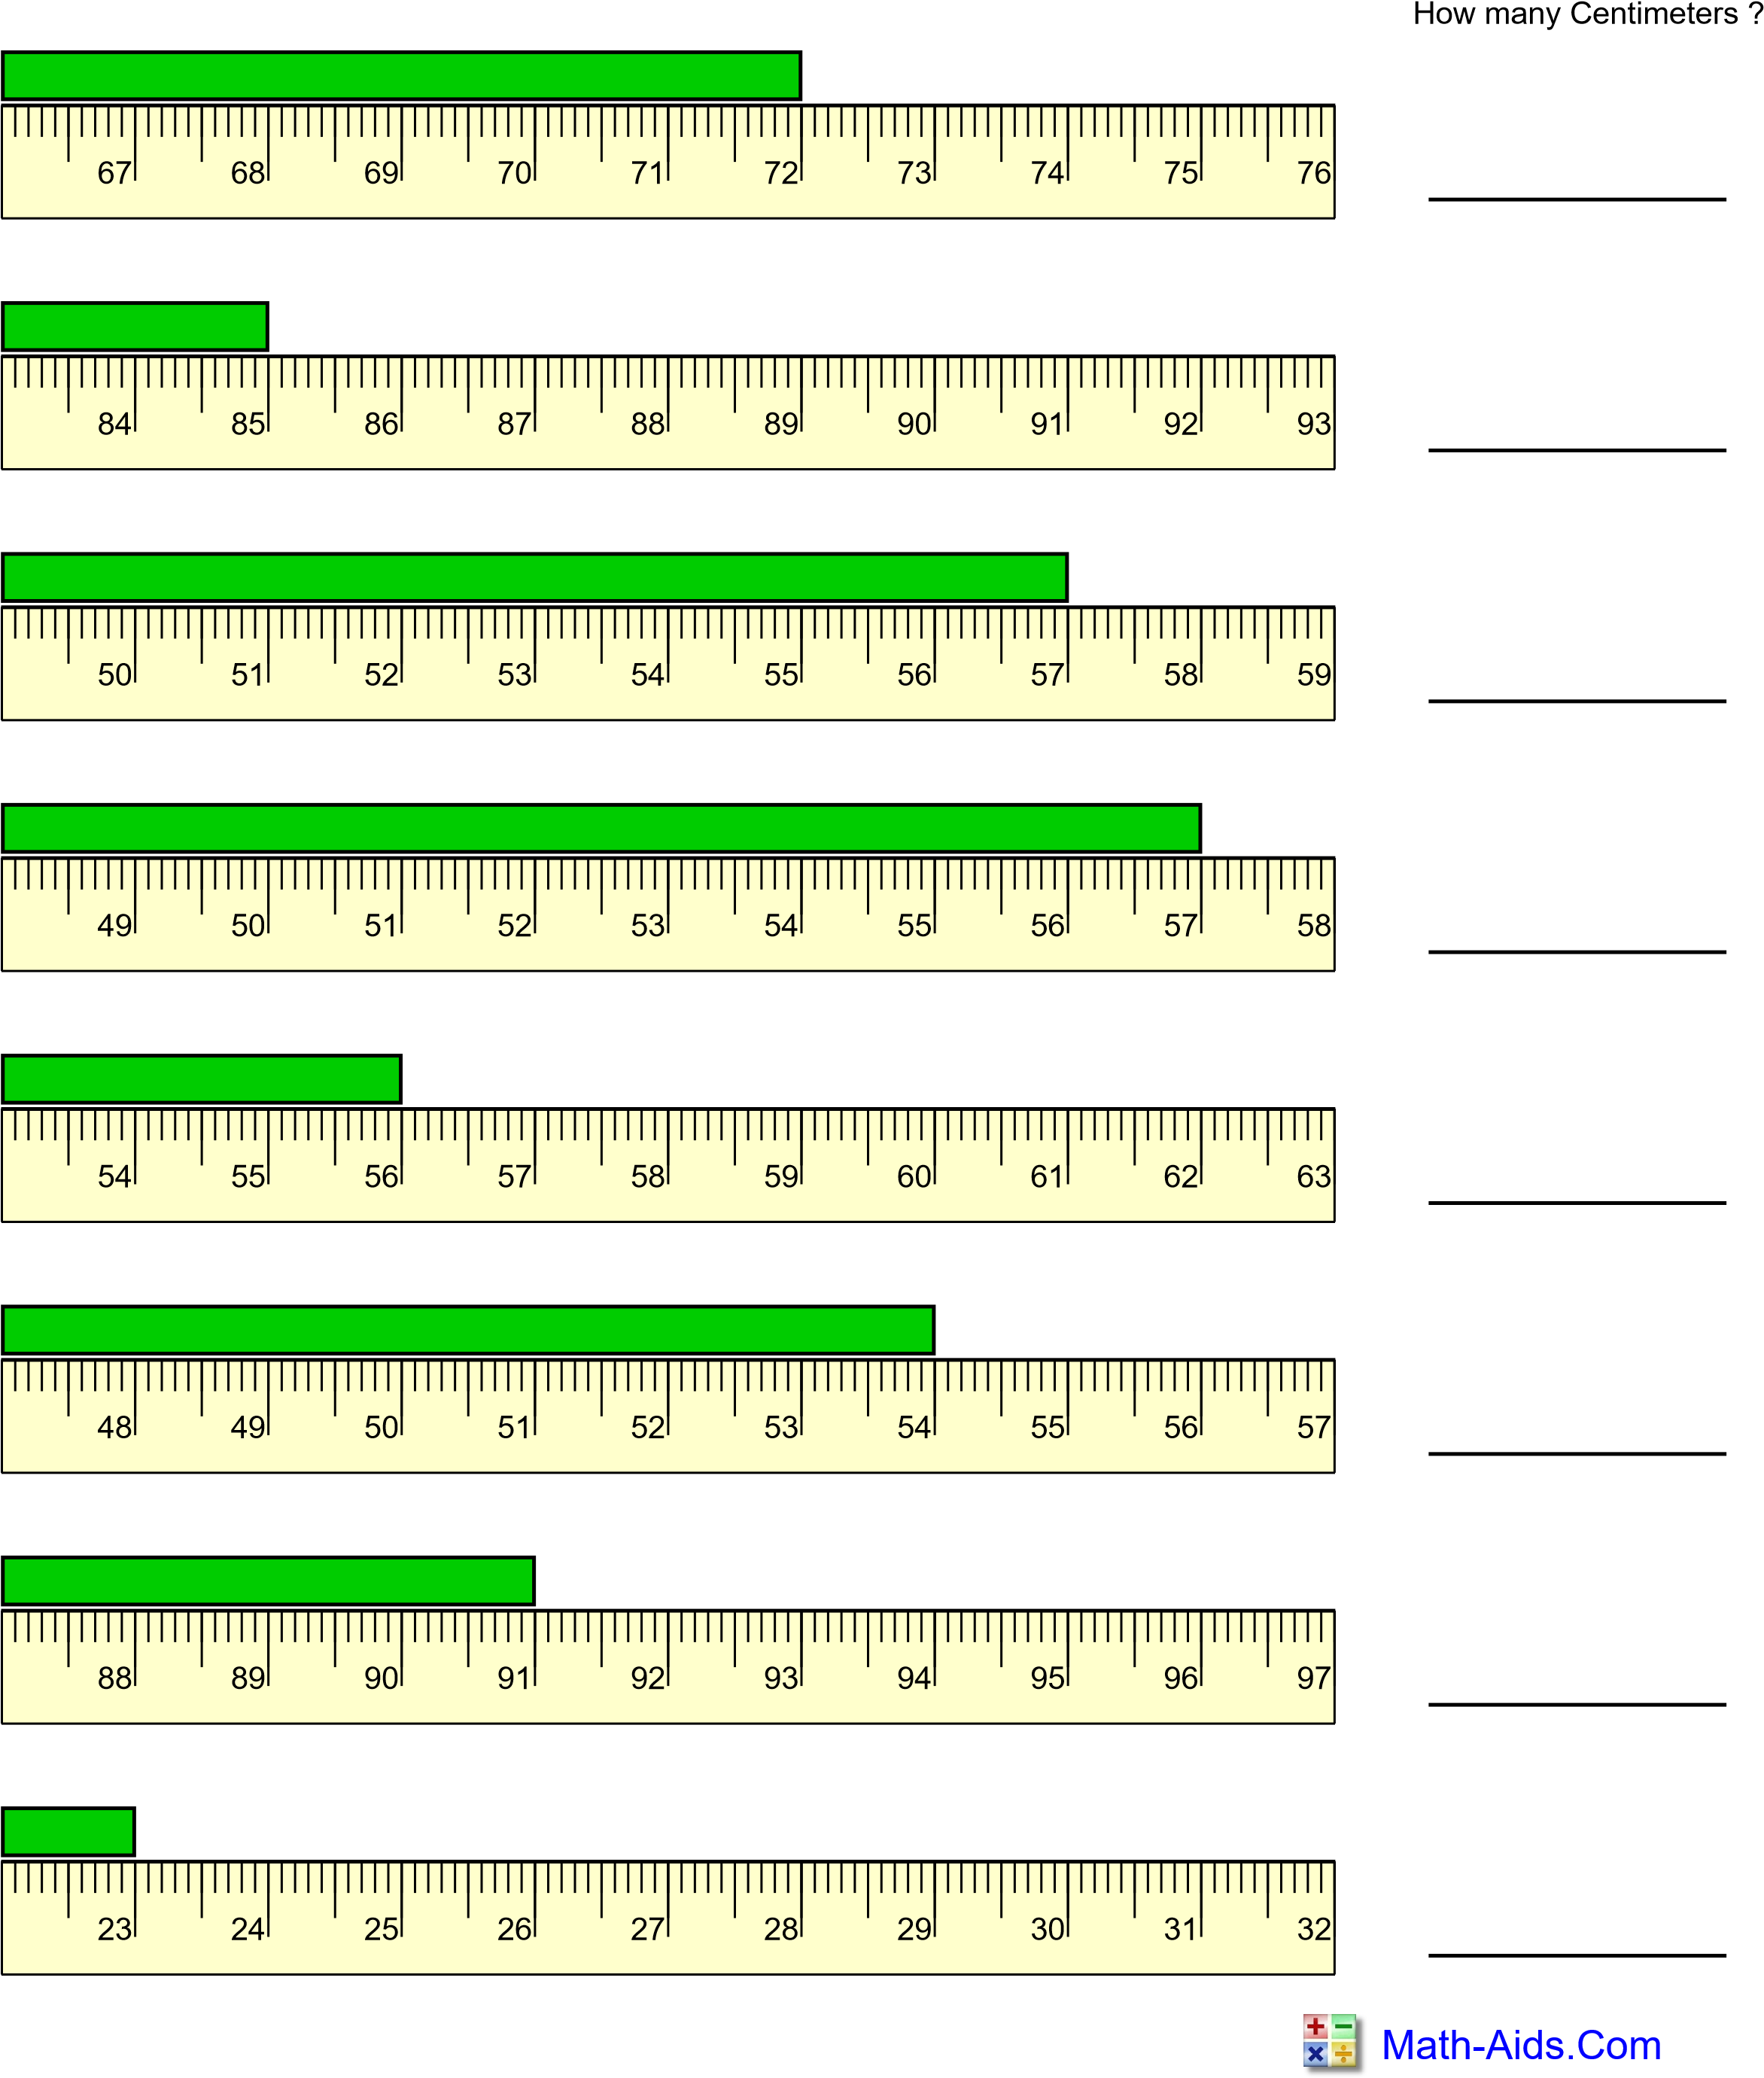 How many Centimeters ?
67 68 69 70 71 72 73 74 75 76
84 85 86 87 88 89 90 91 92 93
50 51 52 53 54 55 56 57 58 59
49 50 51 52 53 54 55 56 57 58
54 55 56 57 58 59 60 61 62 63
48 49 50 51 52 53 54 55 56 57
88 89 90 91 92 93 94 95 96 97
23 24 25 26 27 28 29 30 31 32
Math-Aids.Com